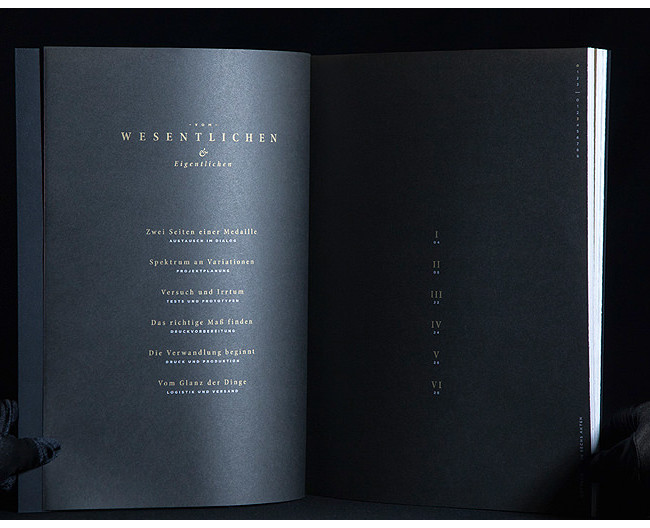 - VOM -
WESENTLICHEN
&
Eigentlichen
Zwei Seiten einer Medaille
AUSTAUSCH IM DIALOG
Spektrum an Variationen
PROJEKTPLANUNG
Versuch und Irrtum
TESTS UND PROTOTYPEN
Das richtige Maß finden
DRUCKVORBEREITUNG
Die Verwandlung beginnt
DRUCK UND PRODUKTION
Vom Glanz der Dinge
LOGISTIK UND VERSAND
I
II
III
IV
V
VI
SECHS AKTEN